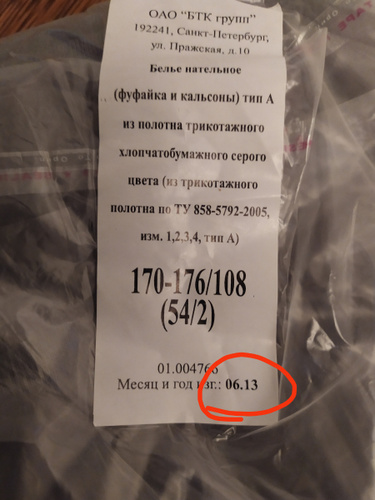 ОАО "БТК групп"
192241, Санкт-Петербург,
ул. Пражская, д.10
Белье нательное
(фуфайка и кальсоны) тип А
из полотна трикотажного
хлопчатобумажного серого
цвета (из трикотажного
полотна по ТУ 858-5792-2005,
изм. 1,2,3,4, тип А)
170-176/108
(54/2)
01.004766
Месяц и год изг.: 06.13